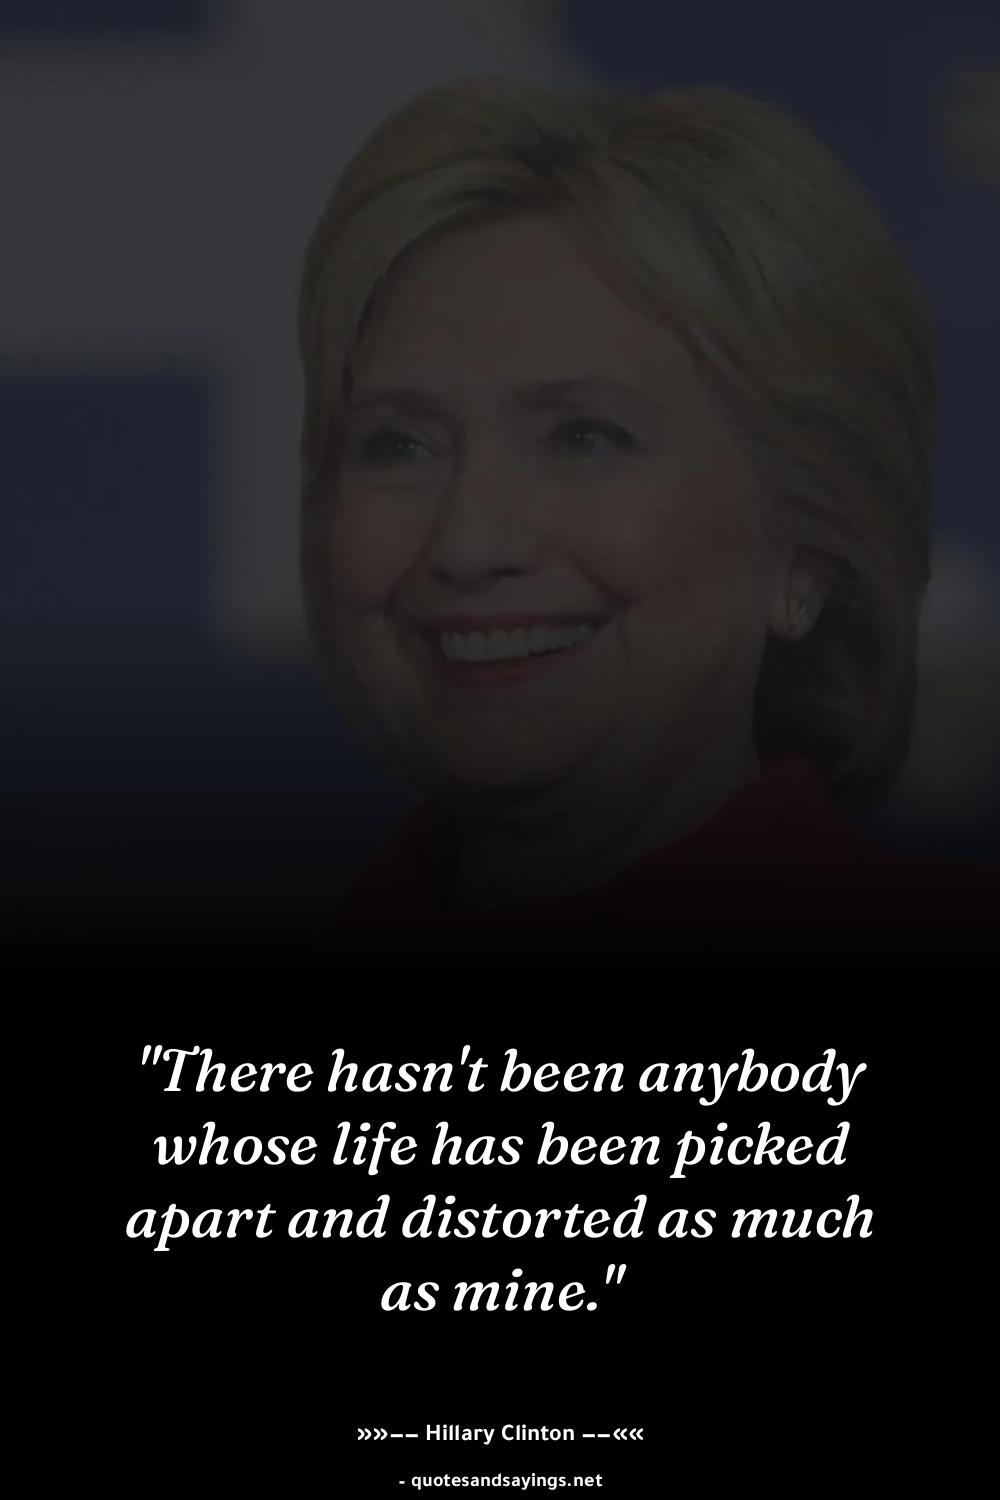 "There hasn't been anybody
whose life has been picked
apart and distorted as much
as mine."
»»–– Hillary Clinton ––««
- quotesandsayings.net